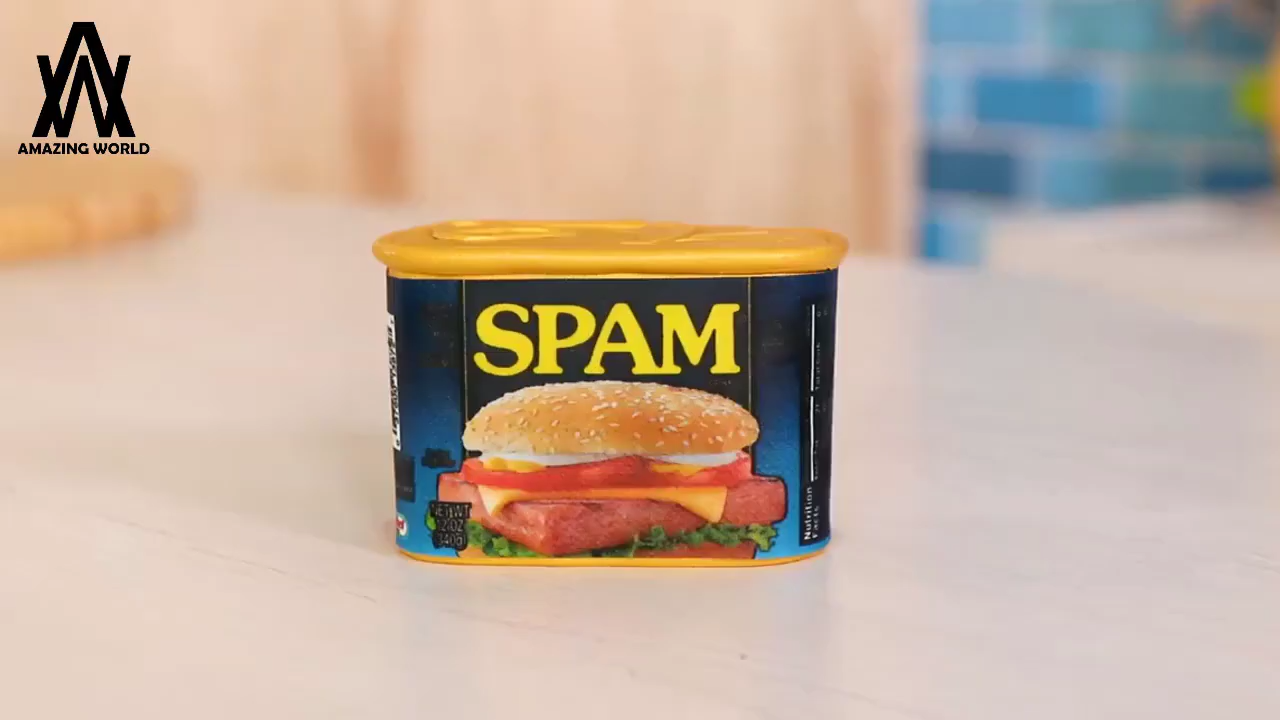 AMAZING WORLD
SPAM
NET WT
12 OZ
(340g)
Nutrition
Facts